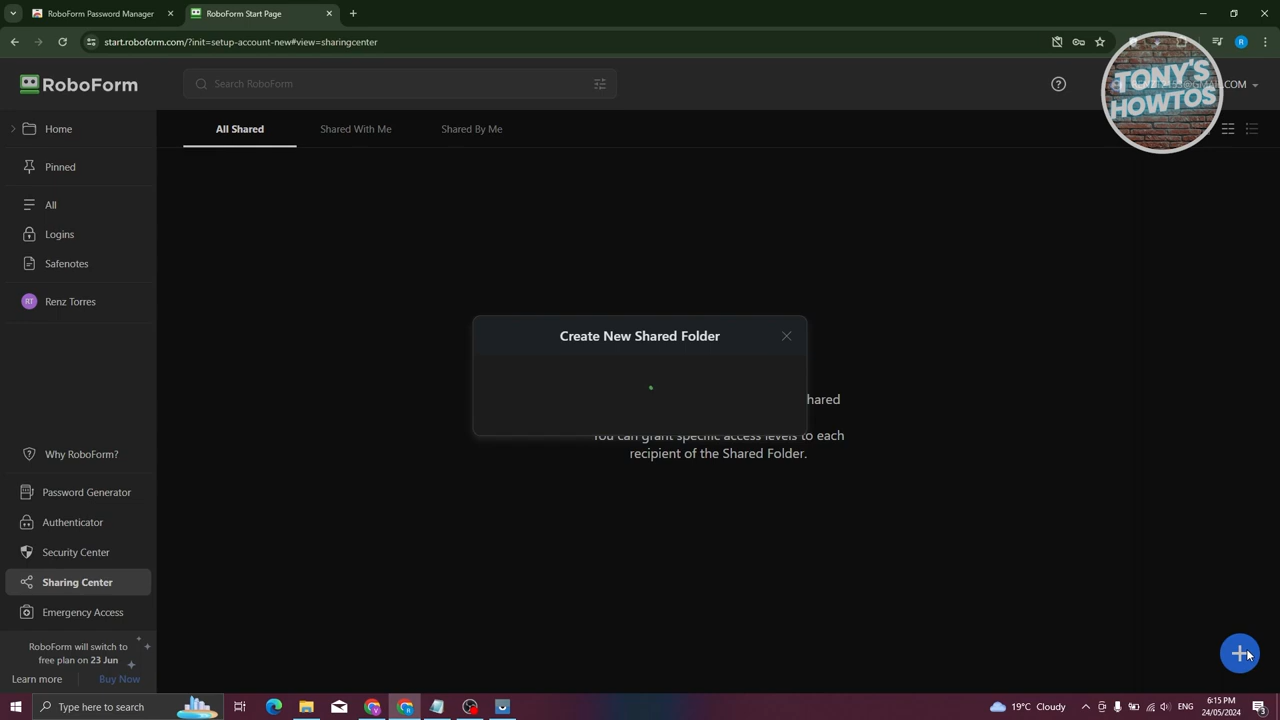 RoboForm Password Manager
RoboForm Start Page
start.roboform.com/?init=setup-account-new#view=sharingcenter
R
RoboForm
Search RoboForm
TONY'S
HOWTOS
@GMAIL.COM
Home
All Shared
Shared With Me
Shared By Me
Pinned
All
Logins
Safenotes
RT
Renz Torres
Create New Shared Folder
hared
You can grant specific access levels to each
recipient of the Shared Folder.
Why RoboForm?
Password Generator
Authenticator
Security Center
Sharing Center
Emergency Access
RoboForm will switch to
free plan on 23 Jun
Learn more
Buy Now
Type here to search
19°C Cloudy
ENG
6:15 PM
24/05/2024